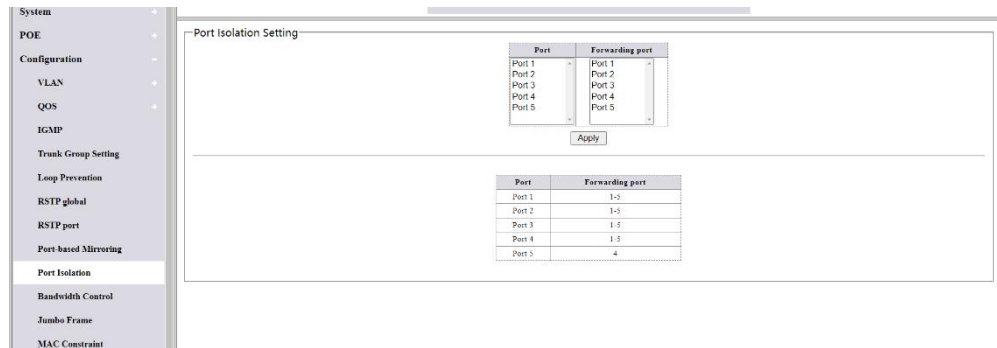 System
POE
Configuration
VLAN
QOS
IGMP
Trunk Group Setting
Loop Prevention
RSTP global
RSTP port
Port-based Mirroring
Port Isolation
Bandwidth Control
Jumbo Frame
MAC Constraint
Port Isolation Setting
Port Forwarding port
Port 1 Port 1
Port 2 Port 2
Port 3 Port 3
Port 4 Port 4
Port 5 Port 5
Apply
Port Forwarding port
Port 1 1-5
Port 2 1-5
Port 3 1-5
Port 4 1-5
Port 5 4